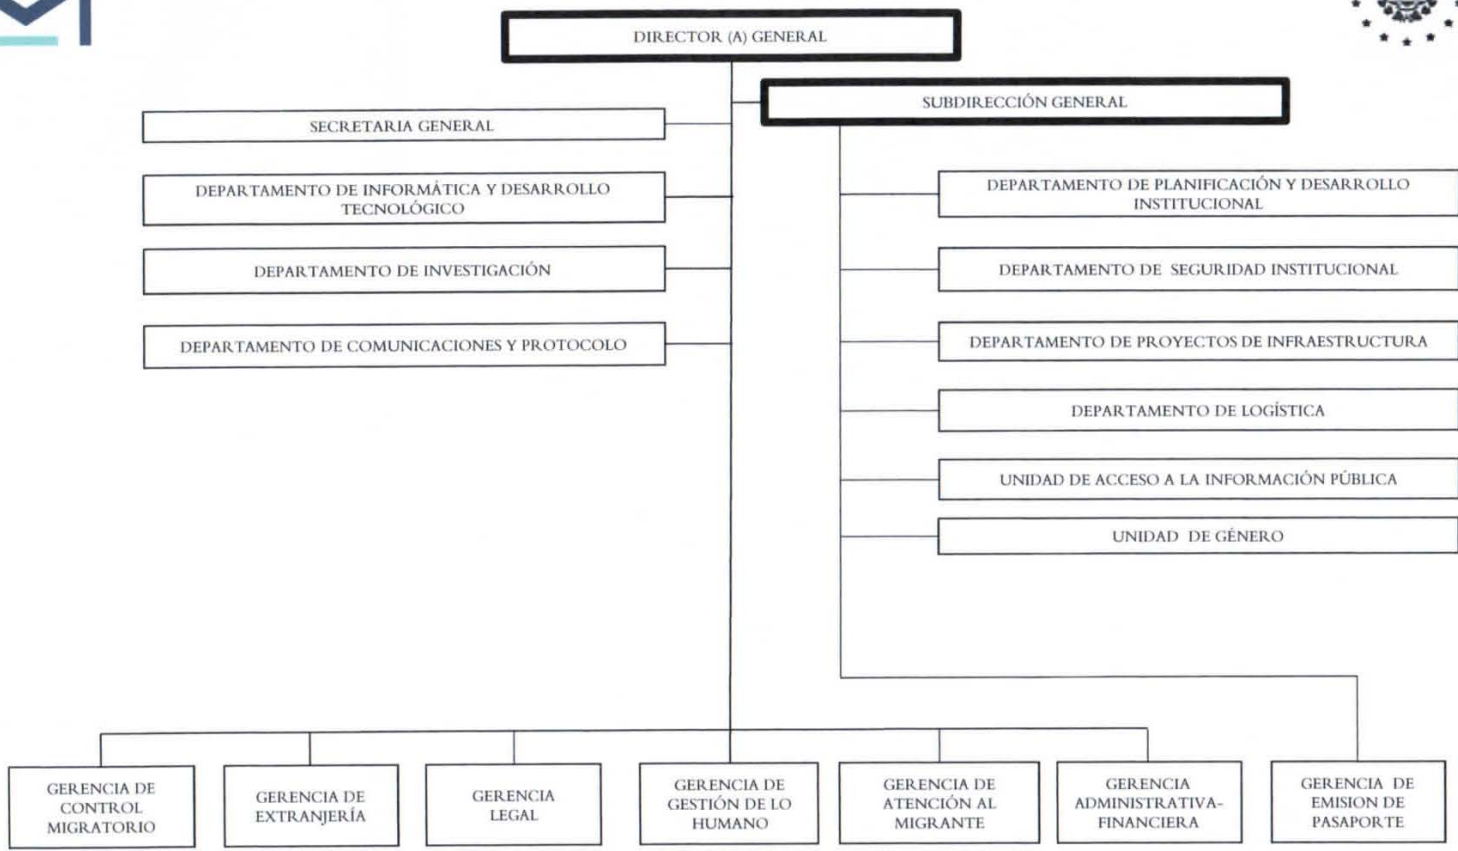 DIRECTOR (A) GENERAL
SUBDIRECCIÓN GENERAL
SECRETARIA GENERAL
DEPARTAMENTO DE INFORMÁTICA Y DESARROLLO
TECNOLÓGICO
DEPARTAMENTO DE INVESTIGACIÓN
DEPARTAMENTO DE COMUNICACIONES Y PROTOCOLO
DEPARTAMENTO DE PLANIFICACIÓN Y DESARROLLO
INSTITUCIONAL
DEPARTAMENTO DE SEGURIDAD INSTITUCIONAL
DEPARTAMENTO DE PROYECTOS DE INFRAESTRUCTURA
DEPARTAMENTO DE LOGÍSTICA
UNIDAD DE ACCESO A LA INFORMACIÓN PÚBLICA
UNIDAD DE GÉNERO
GERENCIA DE
CONTROL
MIGRATORIO
GERENCIA DE
EXTRANJERÍA
GERENCIA
LEGAL
GERENCIA DE
GESTIÓN DE LO
HUMANO
GERENCIA DE
ATENCIÓN AL
MIGRANTE
GERENCIA
ADMINISTRATIVA-
FINANCIERA
GERENCIA DE
EMISION DE
PASAPORTE